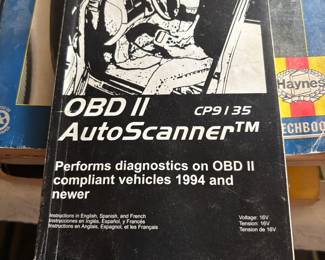 OBD II
CP9135
AutoScanner™
Performs diagnostics on OBD II
compliant vehicles 1994 and
newer
Instructions in English, Spanish, and French
Instrucciones en inglés, Español, y Francés
Instructions en Anglais, Espagnol, et les Français
Voltage: 16V
Tension: 16V
Tension de 16V
Haynes
TECHBOOK